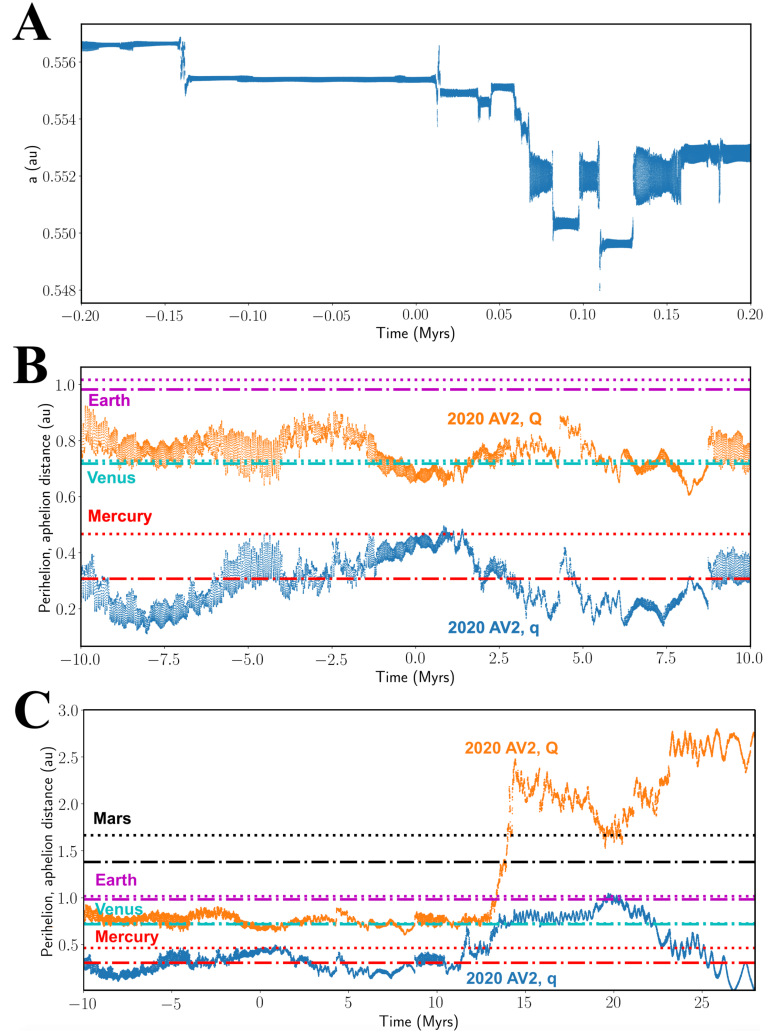 A
0.556
0.554
0.552
0.550
0.548
a (au)
−0.20 −0.15 −0.10 −0.05 0.00 0.05 0.10 0.15 0.20
Time (Myrs)
B
1.0
0.8
0.6
0.4
0.2
Perihelion, aphelion distance (au)
Earth
2020 AV2, Q
Venus
Mercury
2020 AV2, q
−10.0 −7.5 −5.0 −2.5 0.0 2.5 5.0 7.5 10.0
Time (Myrs)
C
3.0
2.5
2.0
1.5
1.0
0.5
Perihelion, aphelion distance (au)
2020 AV2, Q
Mars
Earth
Venus
Mercury
2020 AV2, q
−10 −5 0 5 10 15 20 25
Time (Myrs)